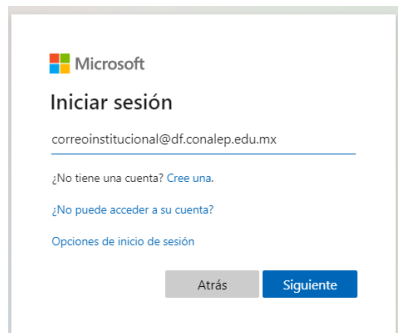 Microsoft
Iniciar sesión
correoinstitucional@df.conalep.edu.mx
¿No tiene una cuenta? Cree una.
¿No puede acceder a su cuenta?
Opciones de inicio de sesión
Atrás Siguiente